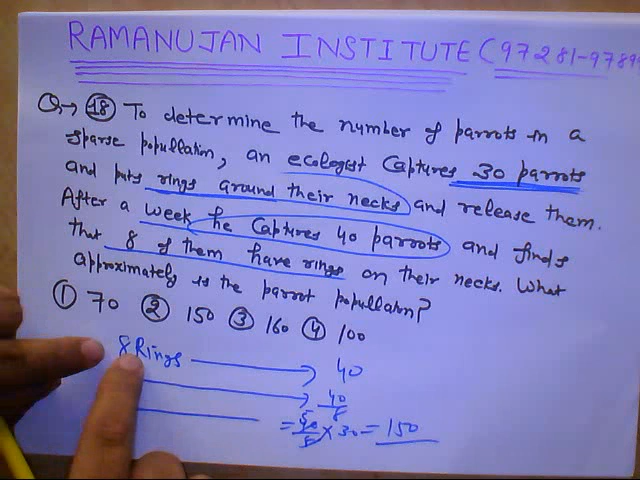 RAMANUJAN INSTITUTE (97281-9789
Q→ 18 To determine the number of parrots in a
sparse popullation, an ecologist captures 30 parrots
and puts rings around their necks and release them.
After a week he captures 40 parrots and finds
that 8 of them have rings on their necks. What
approximately is the parrot popullation?
① 70 ② 150 ③ 160 ④ 100
8 Rings → 40
→ 40/8
= 40/8 5 × 30 = 150